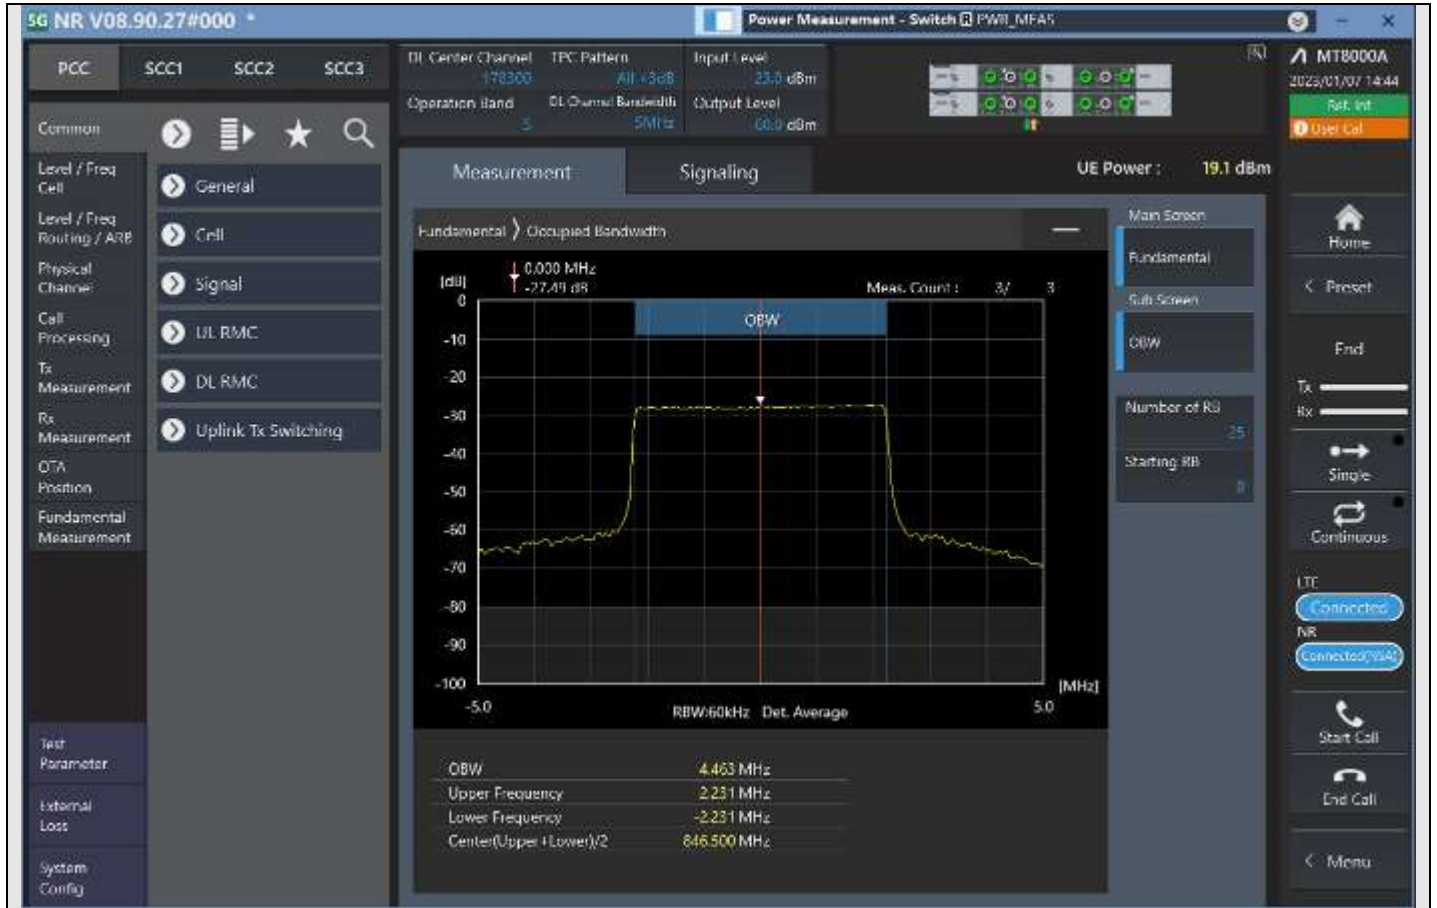 SG NR V08.90.27#000 *
Power Measurement - Switch PWR_MEAS
PCC
SCC1
SCC2
SCC3
DL Center Channel
178300
TPC Pattern
All +3dB
Input Level
23.0 dBm
Operation Band
5
DL Channel Bandwidth
5MHz
Output Level
dBm
MT8000A
2023/01/07 14:44
Ref. Int
User Cal
Common
Level / Freq
Cell
Level / Freq
Routing / ARB
Physical
Channel
Call
Processing
Tx
Measurement
Rx
Measurement
OTA
Position
Fundamental
Measurement
General
Cell
Signal
UL RMC
DL RMC
Uplink Tx Switching
Measurement
Signaling
UE Power : 19.1 dBm
Fundamental > Occupied Bandwidth
0.000 MHz
-27.49 dB
Meas. Count : 3/ 3
[dB]
OBW
0
-10
-20
-30
-40
-50
-60
-70
-80
-90
-100
[MHz]
-5.0
RBW:60kHz Det. Average
5.0
OBW 4.463 MHz
Upper Frequency 2.231 MHz
Lower Frequency -2.231 MHz
Center(Upper+Lower)/2 846.500 MHz
Main Screen
Fundamental
Sub Screen
OBW
Number of RB
25
Starting RB
0
Home
< Preset
End
Tx
Rx
Single
Continuous
LTE
Connected
NR
Connected(NSA)
Start Call
End Call
< Menu
Test
Parameter
External
Loss
System
Config